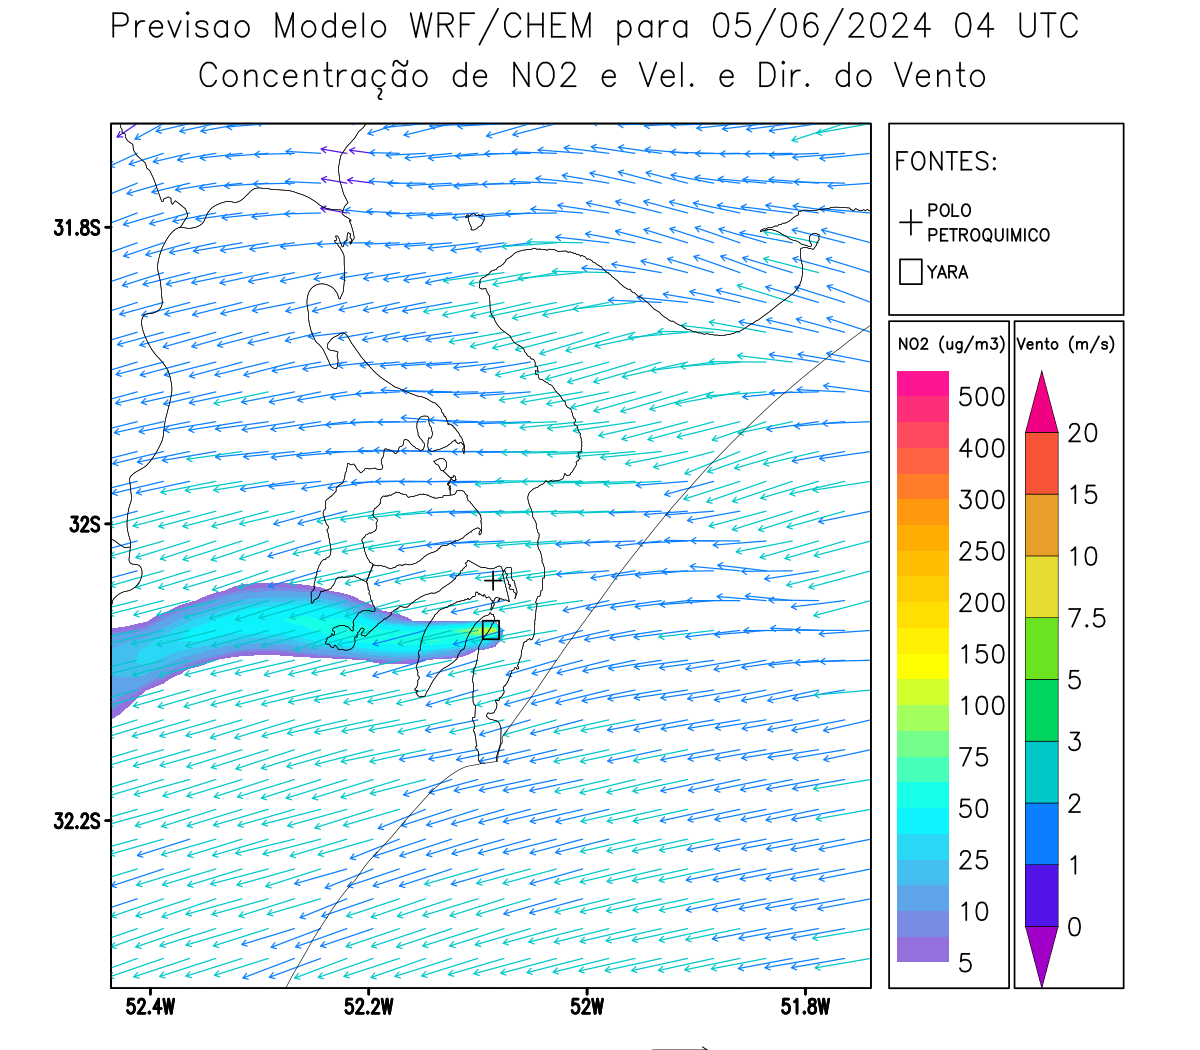 Previsao Modelo WRF/CHEM para 05/06/2024 04 UTC
Concentração de NO2 e Vel. e Dir. do Vento
FONTES:
POLO
PETROQUIMICO
YARA
NO2 (ug/m3)
500
400
300
250
200
150
100
75
50
25
10
5
Vento (m/s)
20
15
10
7.5
5
3
2
1
0
31.8S
32S
32.2S
52.4W
52.2W
52W
51.8W